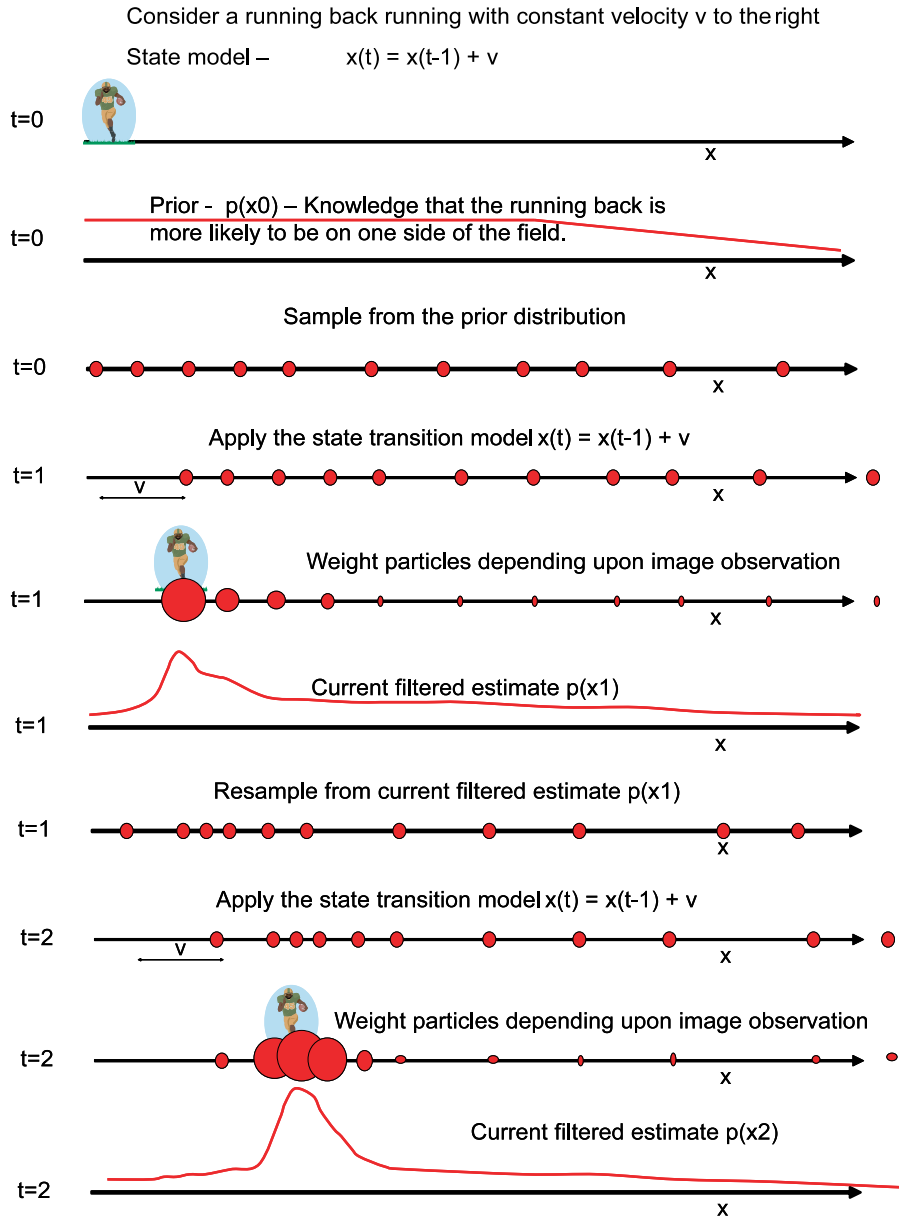 Consider a running back running with constant velocity v to the right
State model – x(t) = x(t-1) + v
t=0
x
Prior - p(x0) – Knowledge that the running back is
more likely to be on one side of the field.
t=0
x
Sample from the prior distribution
t=0
x
Apply the state transition model x(t) = x(t-1) + v
t=1
v
x
Weight particles depending upon image observation
t=1
x
Current filtered estimate p(x1)
t=1
x
Resample from current filtered estimate p(x1)
t=1
x
Apply the state transition model x(t) = x(t-1) + v
t=2
v
x
Weight particles depending upon image observation
t=2
x
Current filtered estimate p(x2)
t=2
x